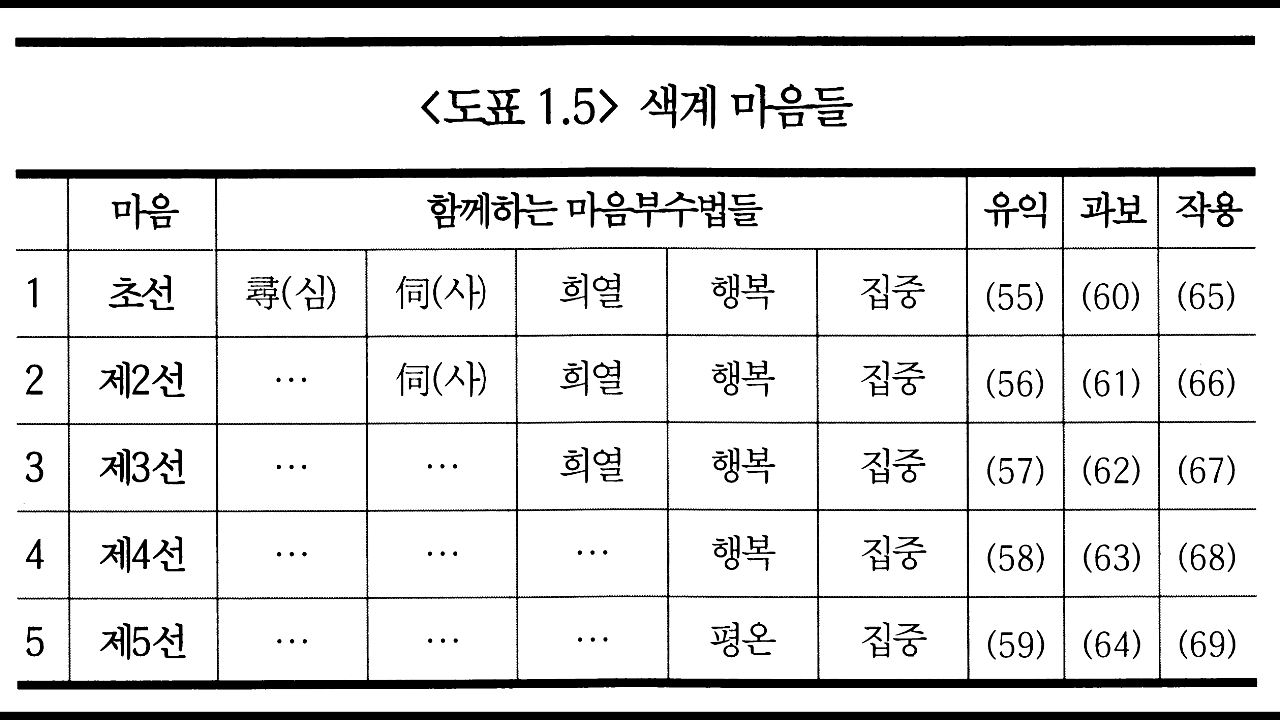 <도표 1.5> 색계 마음들
마음 함께하는 마음부수법들 유익 과보 작용
1 초선 尋(심) 伺(사) 희열 행복 집중 (55) (60) (65)
2 제2선 … 伺(사) 희열 행복 집중 (56) (61) (66)
3 제3선 … … 희열 행복 집중 (57) (62) (67)
4 제4선 … … … 행복 집중 (58) (63) (68)
5 제5선 … … … 평온 집중 (59) (64) (69)